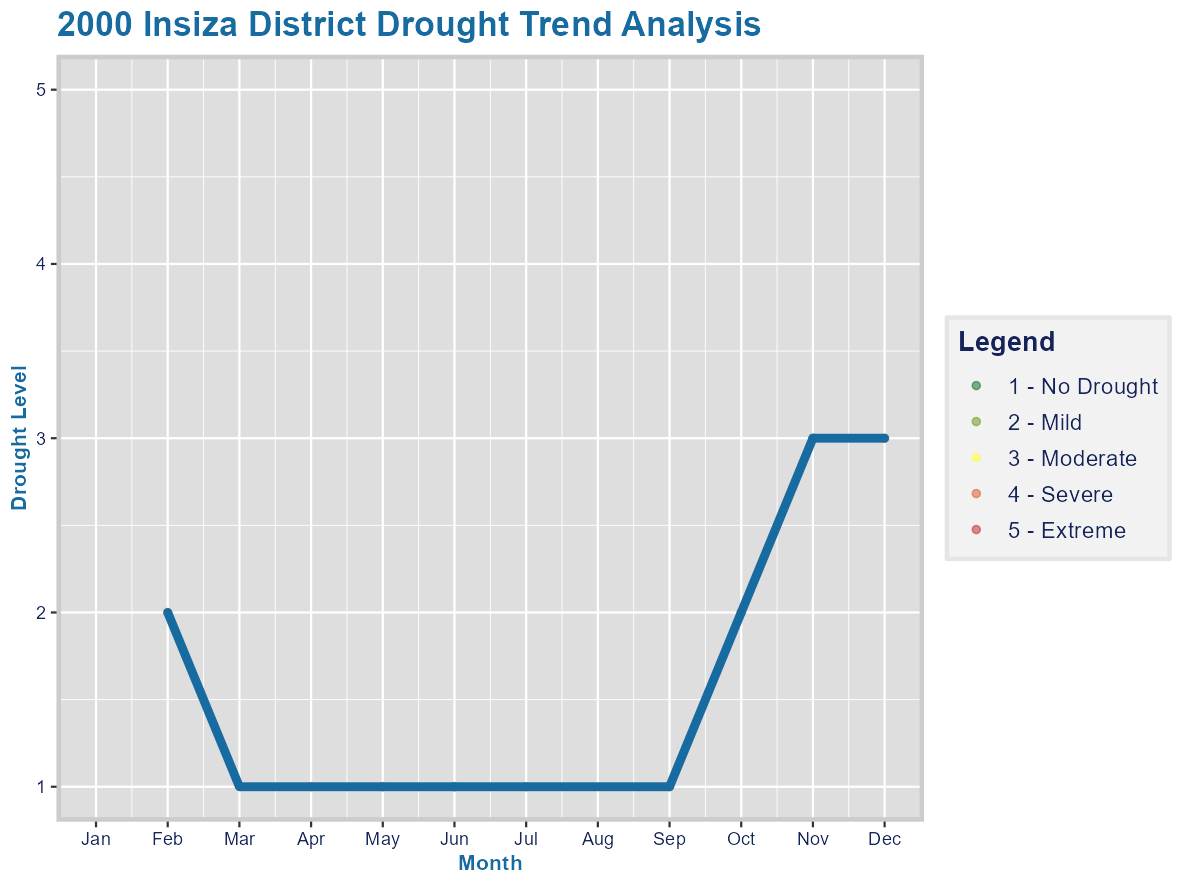 2000 Insiza District Drought Trend Analysis
5
4
3
2
1
Drought Level
Jan Feb Mar Apr May Jun Jul Aug Sep Oct Nov Dec
Month
Legend
1 - No Drought
2 - Mild
3 - Moderate
4 - Severe
5 - Extreme